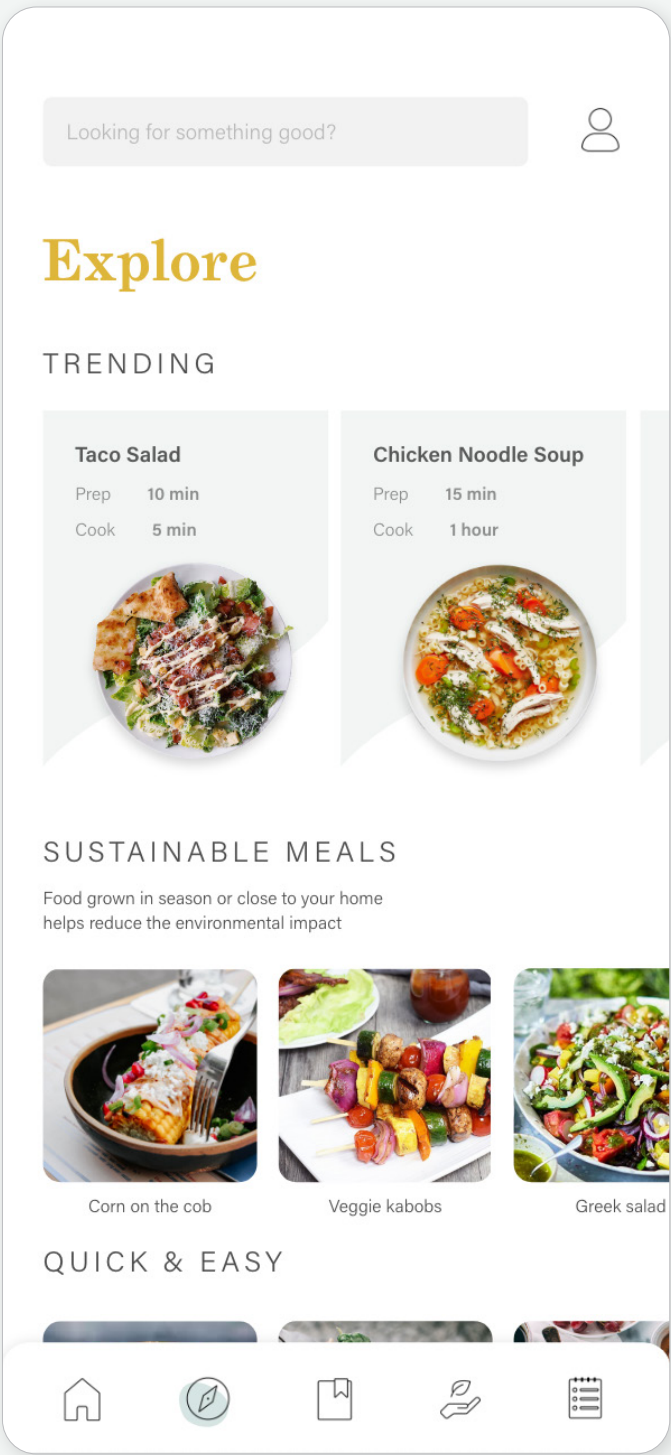 Looking for something good?
Explore
TRENDING
Taco Salad
Prep 10 min
Cook 5 min
Chicken Noodle Soup
Prep 15 min
Cook 1 hour
SUSTAINABLE MEALS
Food grown in season or close to your home
helps reduce the environmental impact
Corn on the cob
Veggie kabobs
Greek salad
QUICK & EASY